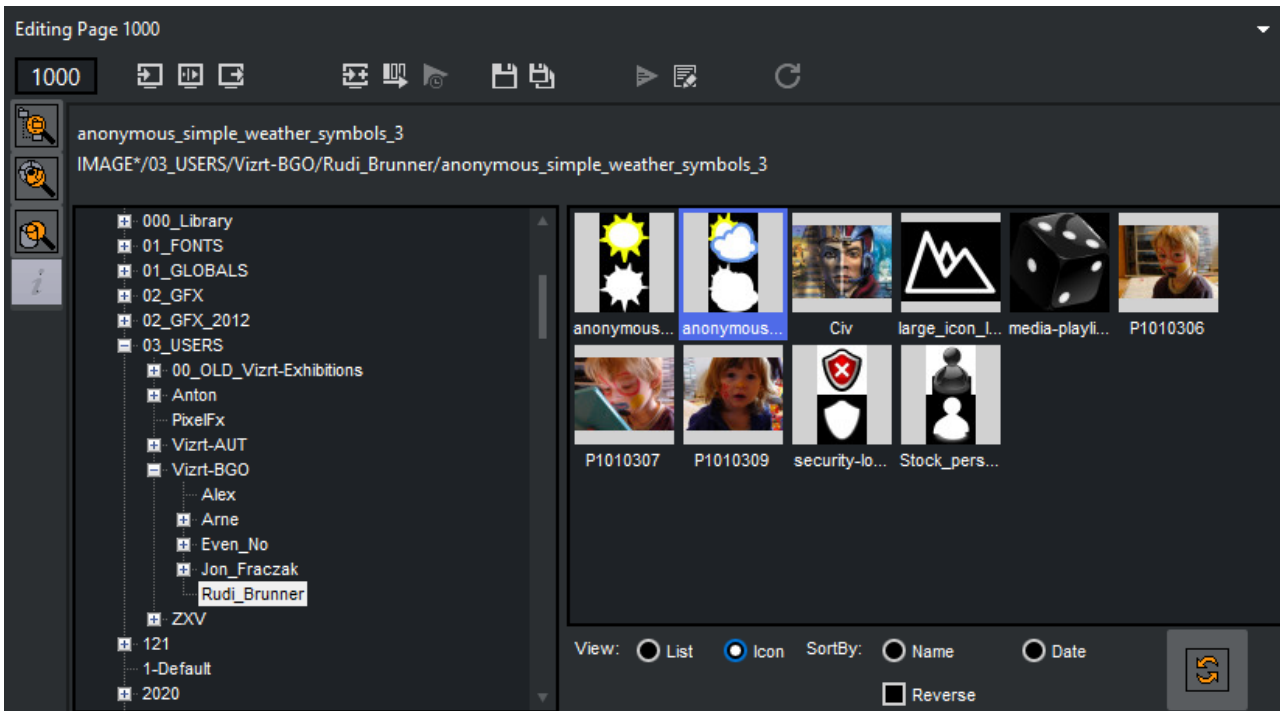 Editing Page 1000
1000
anonymous_simple_weather_symbols_3
IMAGE*/03_USERS/Vizrt-BGO/Rudi_Brunner/anonymous_simple_weather_symbols_3
i
000_Library
01_FONTS
01_GLOBALS
02_GFX
02_GFX_2012
03_USERS
00_OLD_Vizrt-Exhibitions
Anton
PixelFx
Vizrt-AUT
Vizrt-BGO
Alex
Arne
Even_No
Jon_Fraczak
Rudi_Brunner
ZXV
121
1-Default
2020
anonymous... anonymous... Civ large_icon_l... media-playli... P1010306
P1010307 P1010309 security-lo... Stock_pers...
View: List Icon SortBy: Name Date
Reverse